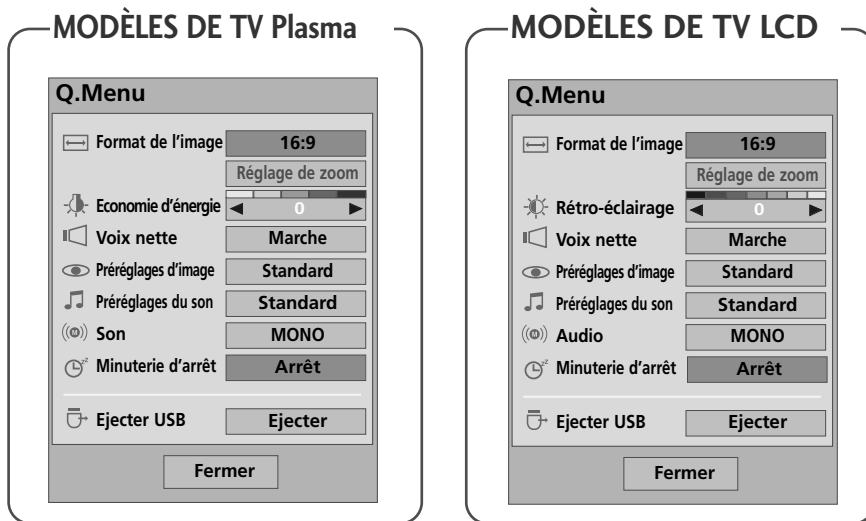 MODÈLES DE TV Plasma
Q.Menu
Format de l’image 16:9
Réglage de zoom
Economie d’énergie ◄ 0 ►
Voix nette Marche
Préréglages d’image Standard
Préréglages du son Standard
Son MONO
Minuterie d’arrêt Arrêt
Ejecter USB Ejecter
Fermer
MODÈLES DE TV LCD
Q.Menu
Format de l’image 16:9
Réglage de zoom
Rétro-éclairage ◄ 0 ►
Voix nette Marche
Préréglages d’image Standard
Préréglages du son Standard
Audio MONO
Minuterie d’arrêt Arrêt
Ejecter USB Ejecter
Fermer